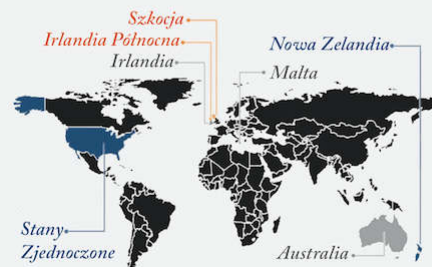 Szkocja
Irlandia Północna
Irlandia
Malta
Nowa Zelandia
Stany
Zjednoczone
Australia